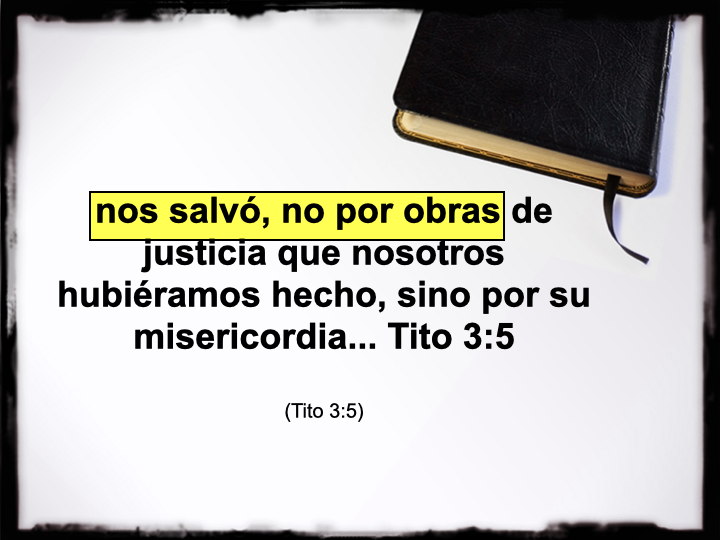 nos salvó, no por obras de
justicia que nosotros
hubiéramos hecho, sino por su
misericordia... Tito 3:5
(Tito 3:5)